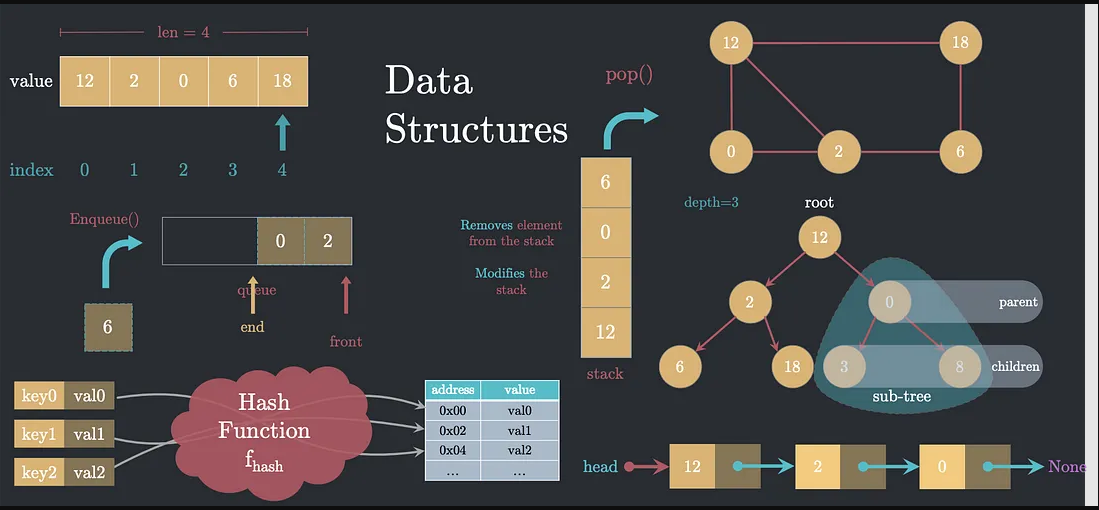 len = 4
value 12 2 0 6 18
index 0 1 2 3 4
Data
Structures
pop()
6
0
2
12
stack
Removes element
from the stack
Modifies the
stack
12 18
0 2 6
Enqueue()
0 2
6
queue
end
front
depth=3
root
12
2 0 parent
6 18 3 8 children
sub-tree
key0 val0
key1 val1
key2 val2
Hash
Function
fhash
address value
0x00 val0
0x02 val1
0x04 val2
... ...
head 12 2 0 None